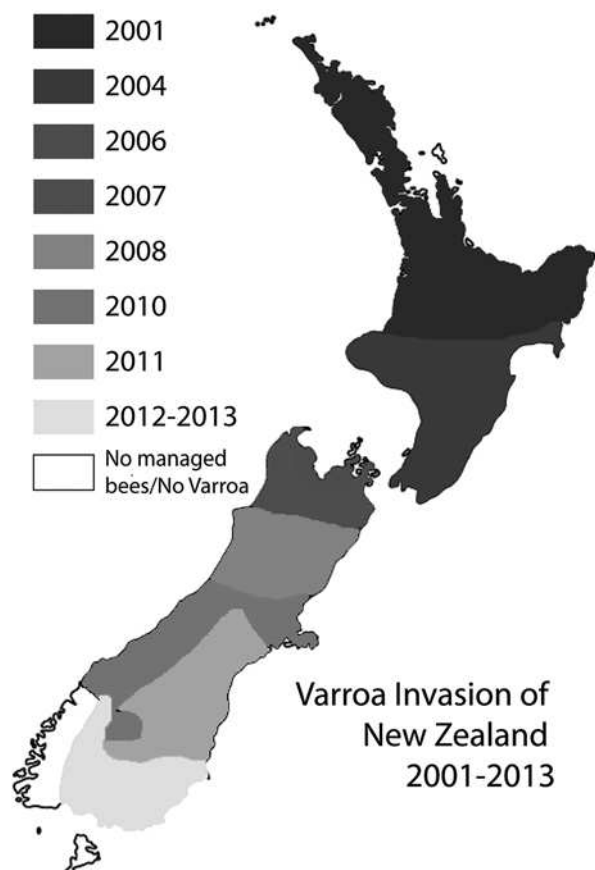 2001
2004
2006
2007
2008
2010
2011
2012-2013
No managed
bees/No Varroa
Varroa Invasion of
New Zealand
2001-2013